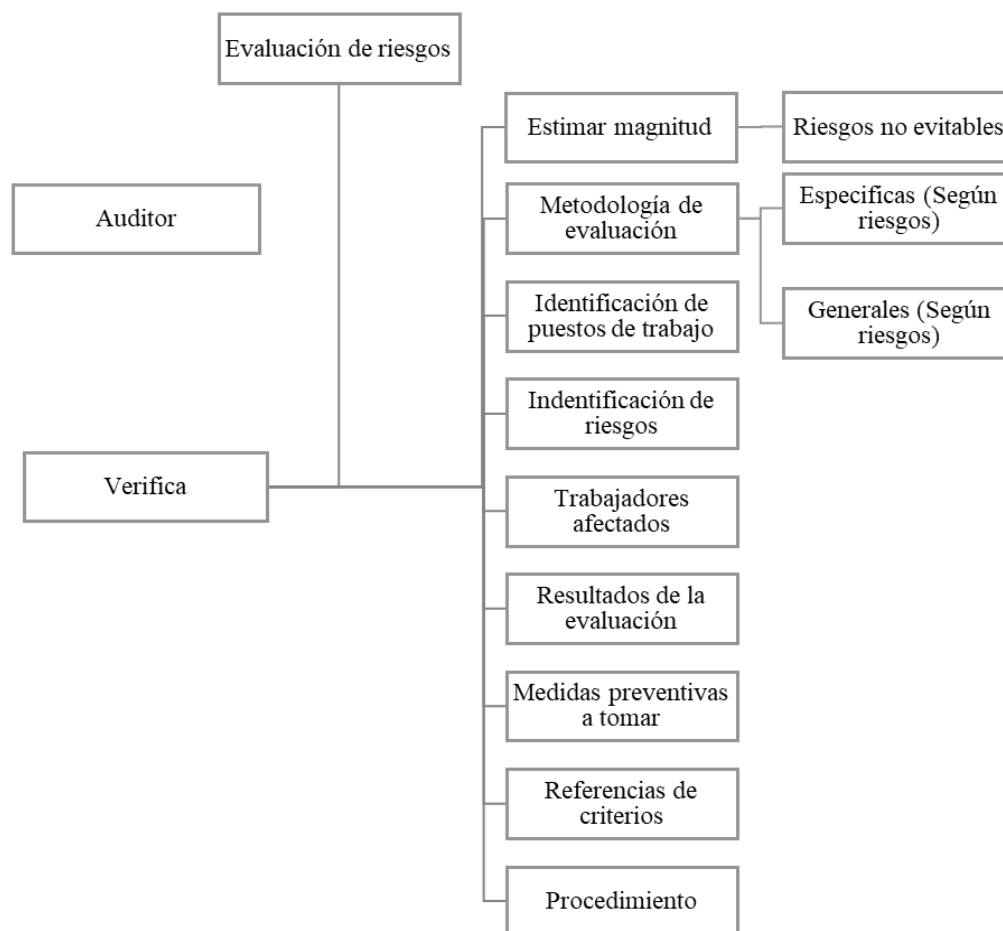 Evaluación de riesgos
Estimar magnitud
Riesgos no evitables
Auditor
Metodología de
evaluación
Especificas (Según
riesgos)
Identificación de
puestos de trabajo
Generales (Según
riesgos)
Indentificación de
riesgos
Verifica
Trabajadores
afectados
Resultados de la
evaluación
Medidas preventivas
a tomar
Referencias de
criterios
Procedimiento